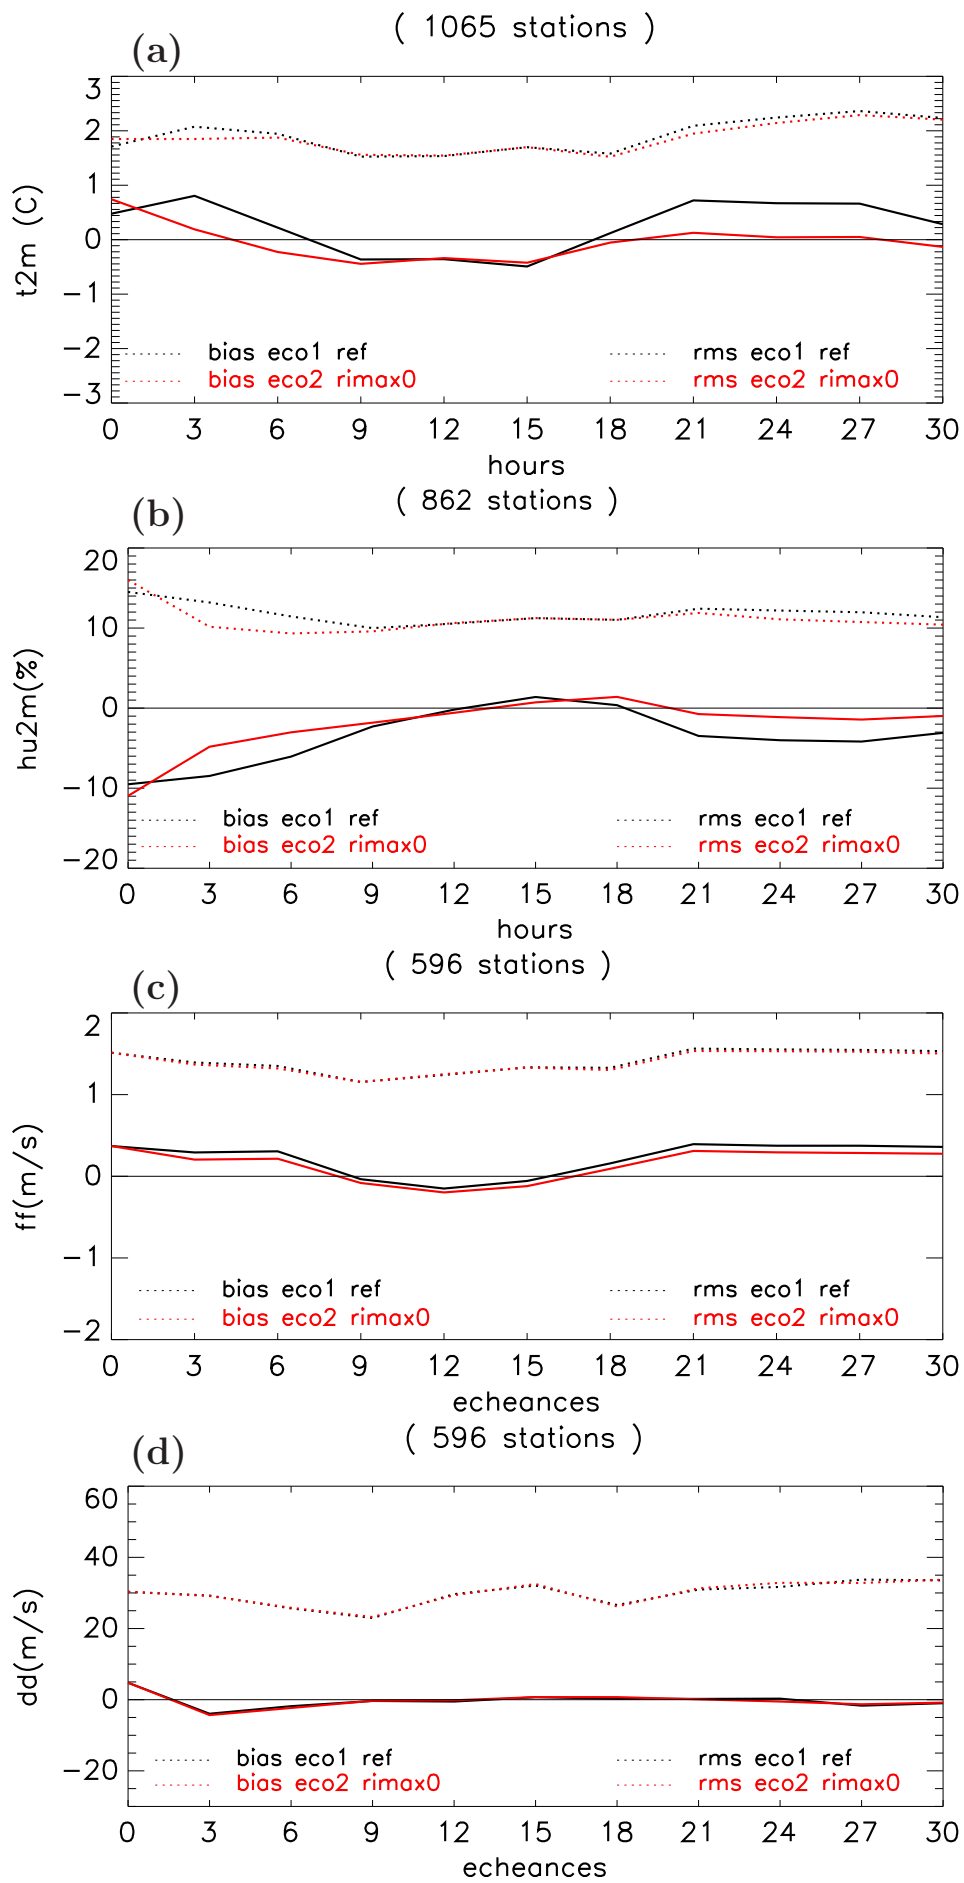 ( 1065 stations )
(a)
3
2
1
0
−1
−2
−3
t2m (C)
bias eco1 ref
rms eco1 ref
bias eco2 rimax0
rms eco2 rimax0
0 3 6 9 12 15 18 21 24 27 30
hours
( 862 stations )
(b)
20
10
0
−10
−20
hu2m(%)
bias eco1 ref
rms eco1 ref
bias eco2 rimax0
rms eco2 rimax0
0 3 6 9 12 15 18 21 24 27 30
hours
( 596 stations )
(c)
2
1
0
−1
−2
ff(m/s)
bias eco1 ref
rms eco1 ref
bias eco2 rimax0
rms eco2 rimax0
0 3 6 9 12 15 18 21 24 27 30
echeances
( 596 stations )
(d)
60
40
20
0
−20
dd(m/s)
bias eco1 ref
rms eco1 ref
bias eco2 rimax0
rms eco2 rimax0
0 3 6 9 12 15 18 21 24 27 30
echeances